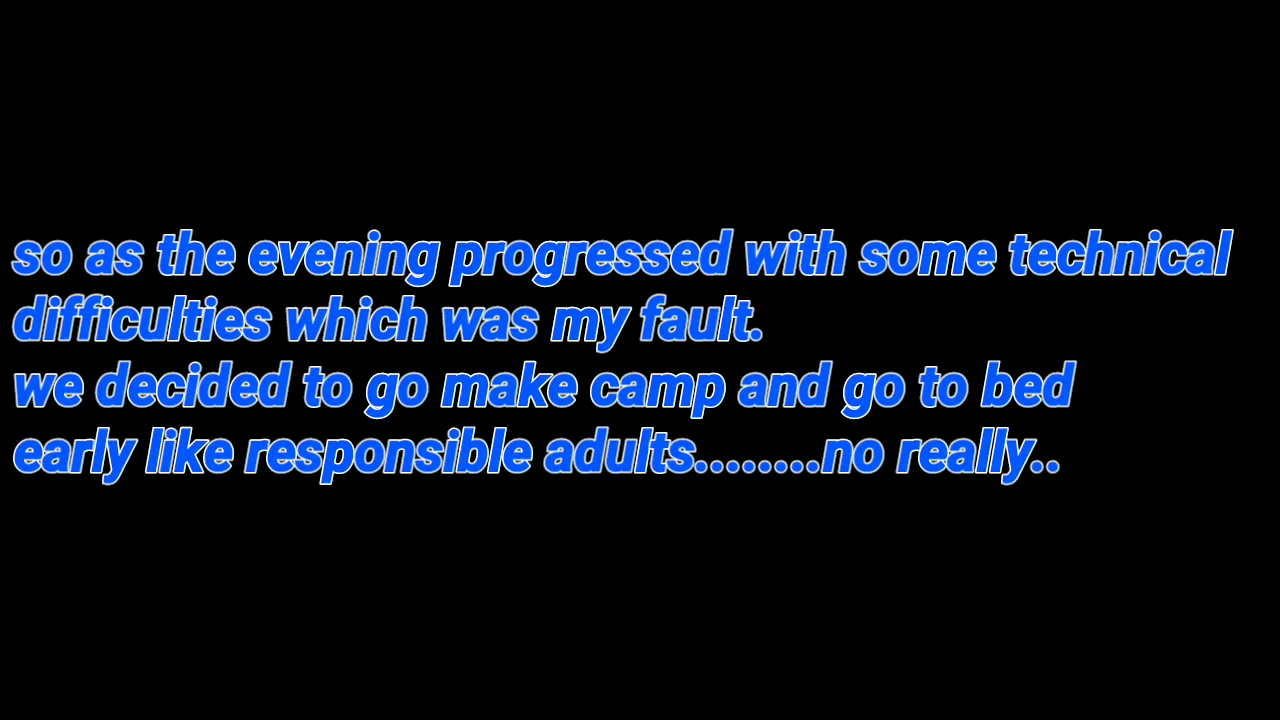 so as the evening progressed with some technical
difficulties which was my fault.
we decided to go make camp and go to bed
early like responsible adults........no really..